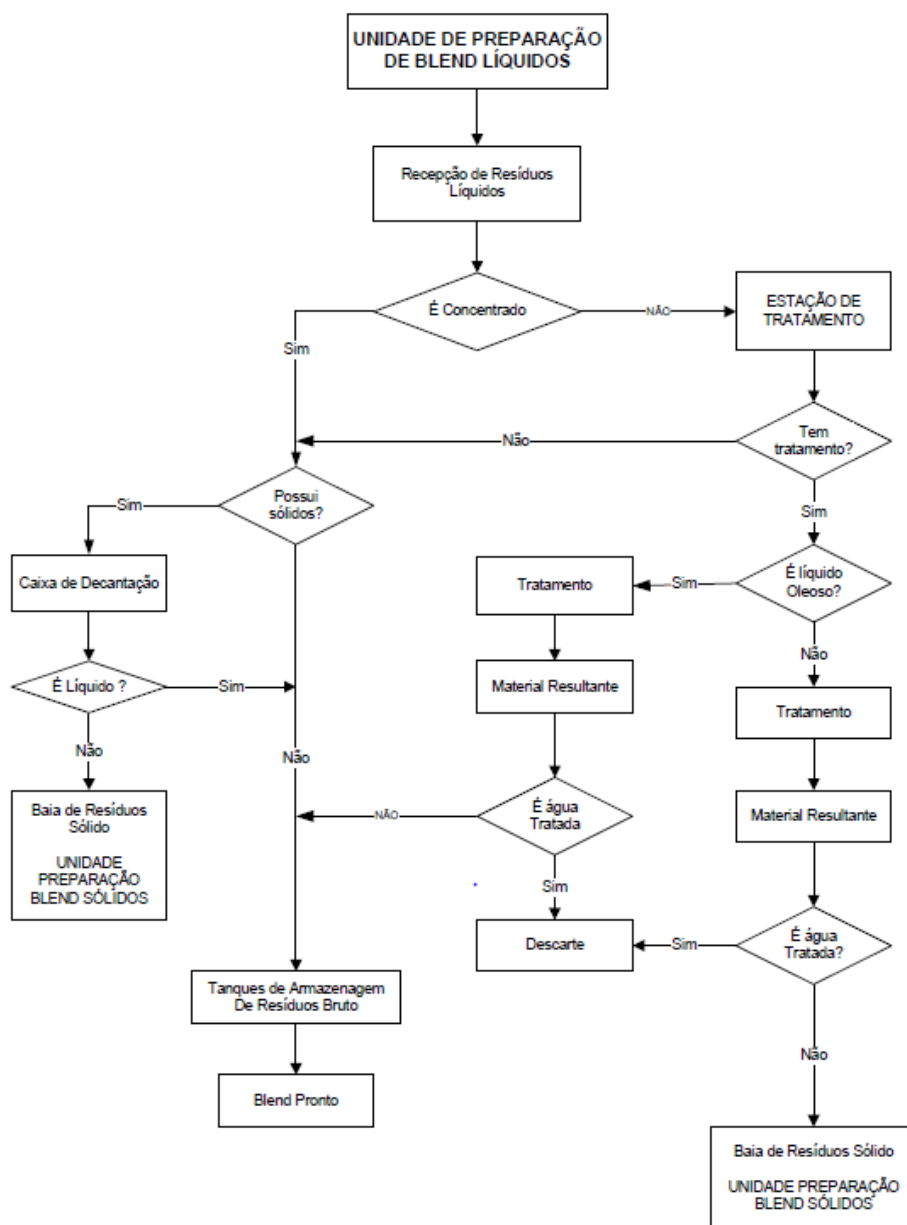 UNIDADE DE PREPARAÇÃO
DE BLEND LÍQUIDOS
Recepção de Resíduos
Líquidos
É Concentrado
NÃO
ESTAÇÃO DE
TRATAMENTO
Sim
Tem
tratamento?
Não
Sim
Possui
sólidos?
Sim
Caixa de Decantação
É líquido
Oleoso?
Sim
Tratamento
Não
É Líquido ?
Sim
Material Resultante
Tratamento
Não
Não
Baia de Resíduos
Sólido
UNIDADE
PREPARAÇÃO
BLEND SÓLIDOS
É água
Tratada
NÃO
Material Resultante
Sim
Descarte
Sim
É água
Tratada?
Tanques de Armazenagem
De Resíduos Bruto
Não
Blend Pronto
Baia de Resíduos Sólido
UNIDADE PREPARAÇÃO
BLEND SÓLIDOS